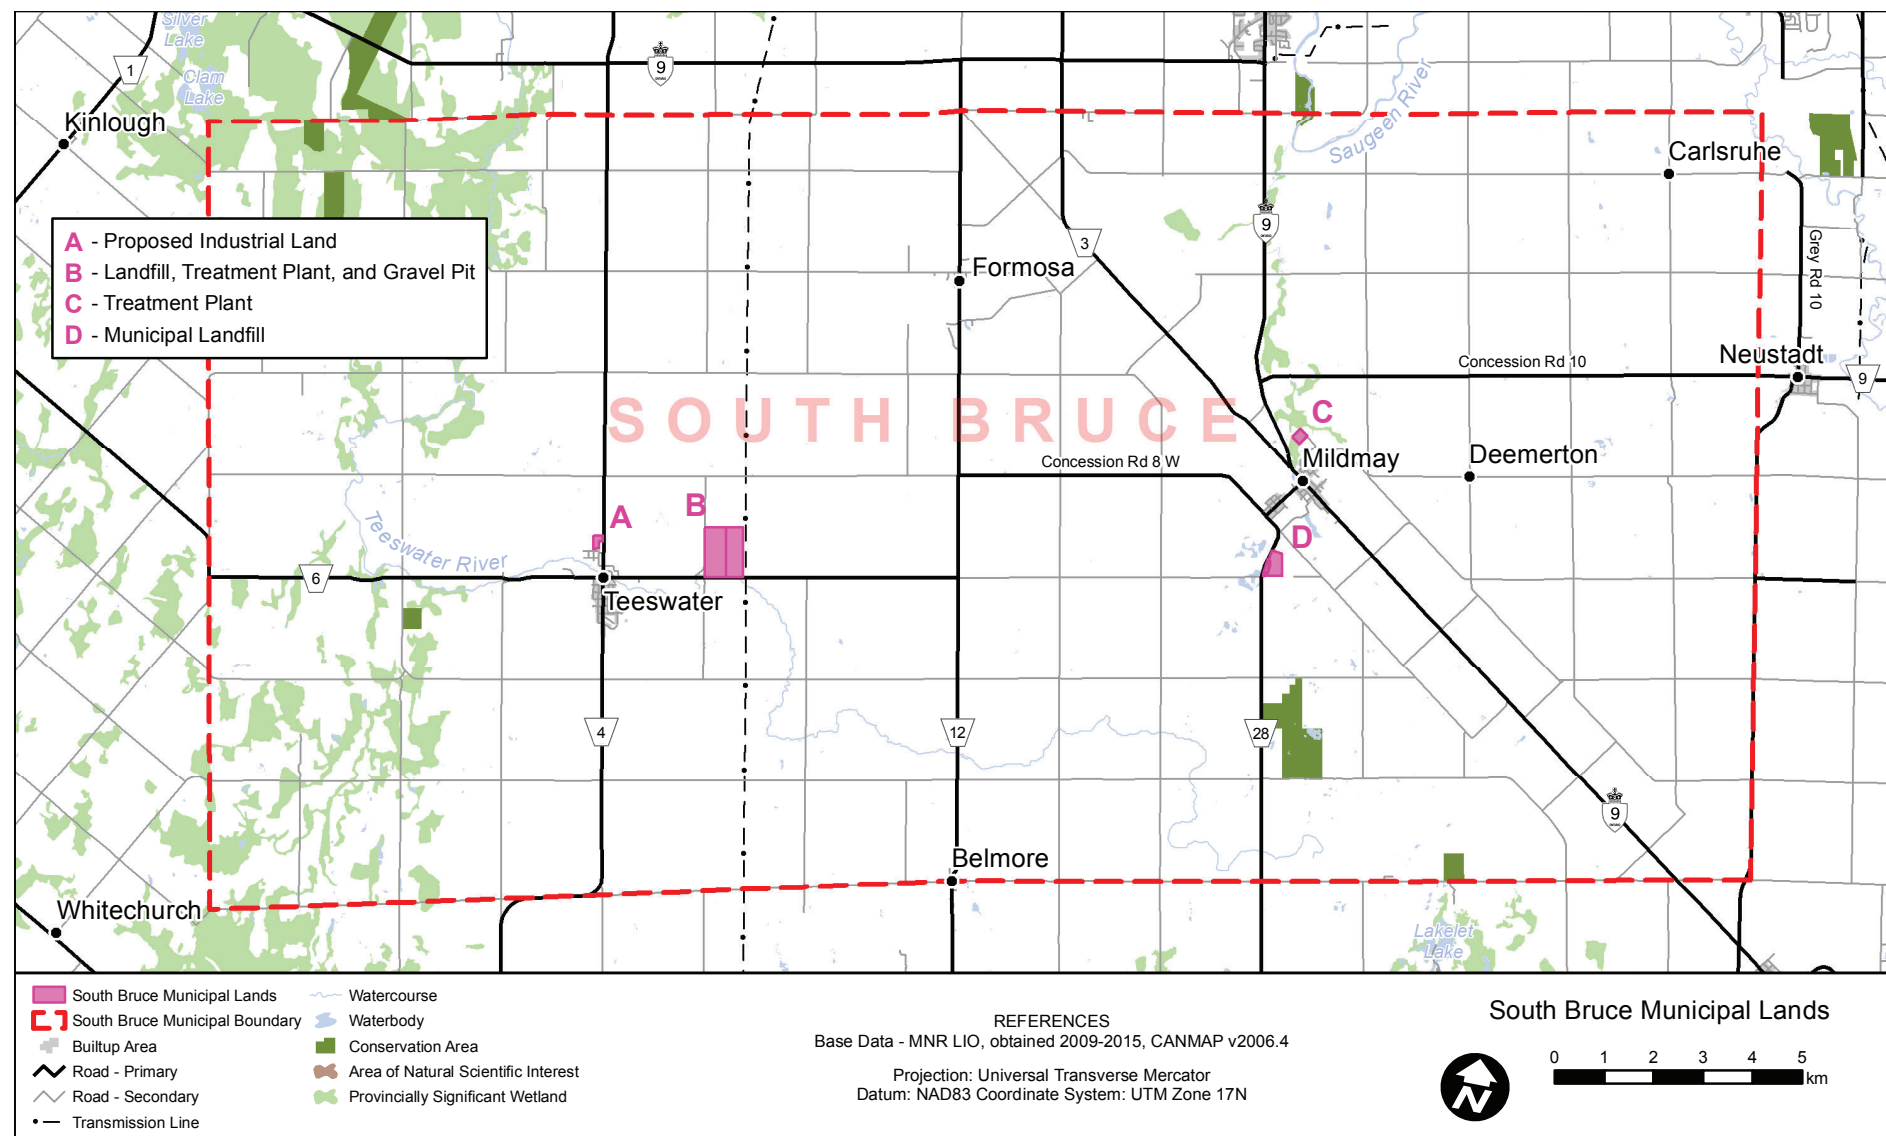 Silver
Lake
Clam
Lake
1
9
ONTARIO
Kinlough
Saugeen River
Carlsruhe
A - Proposed Industrial Land
B - Landfill, Treatment Plant, and Gravel Pit
C - Treatment Plant
D - Municipal Landfill
9
3
Formosa
Grey Rd 10
Neustadt
Concession Rd 10
9
SOUTH BRUCE
C
Concession Rd 8 W
Mildmay
Deemerton
A
B
D
Teeswater River
6
Teeswater
4
12
28
9
Belmore
Whitechurch
Lakelet
Lake
South Bruce Municipal Lands
South Bruce Municipal Boundary
Builtup Area
Road - Primary
Road - Secondary
Transmission Line
Watercourse
Waterbody
Conservation Area
Area of Natural Scientific Interest
Provincially Significant Wetland
REFERENCES
Base Data - MNR LIO, obtained 2009-2015, CANMAP v2006.4
Projection: Universal Transverse Mercator
Datum: NAD83 Coordinate System: UTM Zone 17N
South Bruce Municipal Lands
N
0 1 2 3 4 5
km